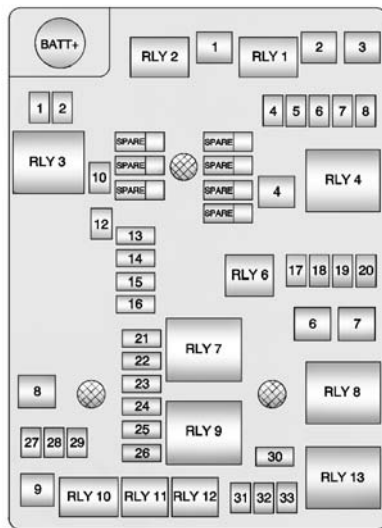 BATT+
RLY 2
1
RLY 1
2
3
1 2
4 5 6 7 8
RLY 3
SPARE
SPARE
SPARE
SPARE
SPARE
SPARE
SPARE
10
4
RLY 4
12
13
14
15
16
RLY 6
17 18 19 20
6
7
21
22
23
24
25
26
RLY 7
RLY 8
8
RLY 9
27 28 29
30
9
RLY 10
RLY 11
RLY 12
31 32 33
RLY 13